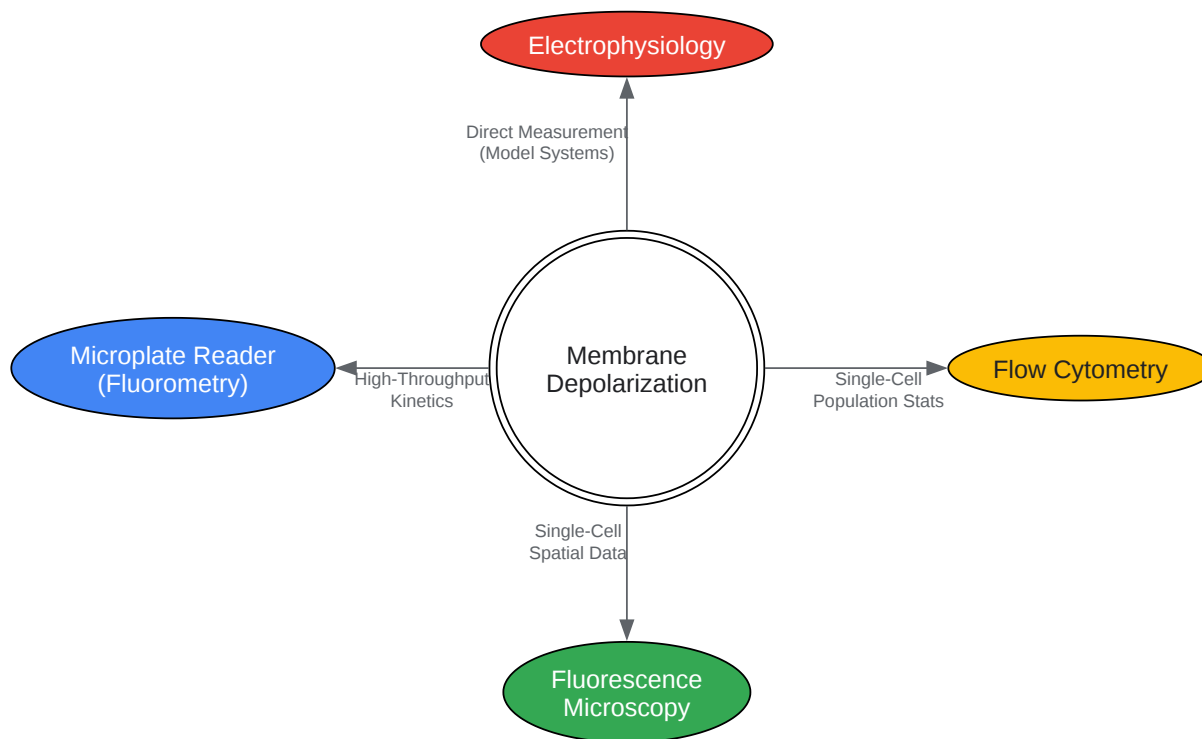 Electrophysiology
Direct Measurement
(Model Systems)
Microplate Reader
(Fluorometry)
High-Throughput
Kinetics
Membrane
Depolarization
Single-Cell
Population Stats
Flow Cytometry
Single-Cell
Spatial Data
Fluorescence
Microscopy